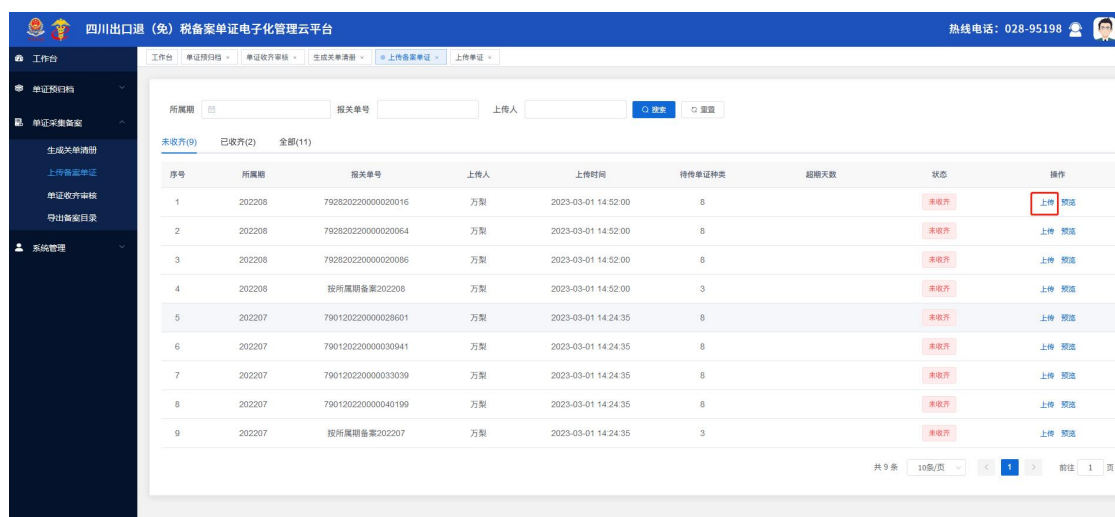 四川出口退（免）税备案单证电子化管理云平台
热线电话：028-95198
工作台
单证预归档
单证采集备案
生成关单清册
上传备案单证
单证收齐审核
导出备案目录
系统管理
工作台 单证预归档 × 单证收齐审核 × 生成关单清册 × 上传备案单证 × 上传单证 ×
所属期 报关单号 上传人 搜索 重置
未收齐(9) 已收齐(2) 全部(11)
序号 所属期 报关单号 上传人 上传时间 待传单证种类 超期天数 状态 操作
1 202208 792820220000020016 万梨 2023-03-01 14:52:00 8 未收齐 上传 预览
2 202208 792820220000020064 万梨 2023-03-01 14:52:00 8 未收齐 上传 预览
3 202208 792820220000020086 万梨 2023-03-01 14:52:00 8 未收齐 上传 预览
4 202208 按所属期备案202208 万梨 2023-03-01 14:52:00 3 未收齐 上传 预览
5 202207 790120220000028601 万梨 2023-03-01 14:24:35 8 未收齐 上传 预览
6 202207 790120220000030941 万梨 2023-03-01 14:24:35 8 未收齐 上传 预览
7 202207 790120220000033039 万梨 2023-03-01 14:24:35 8 未收齐 上传 预览
8 202207 790120220000040199 万梨 2023-03-01 14:24:35 8 未收齐 上传 预览
9 202207 按所属期备案202207 万梨 2023-03-01 14:24:35 3 未收齐 上传 预览
共 9 条 10条/页 < 1 > 前往 1 页